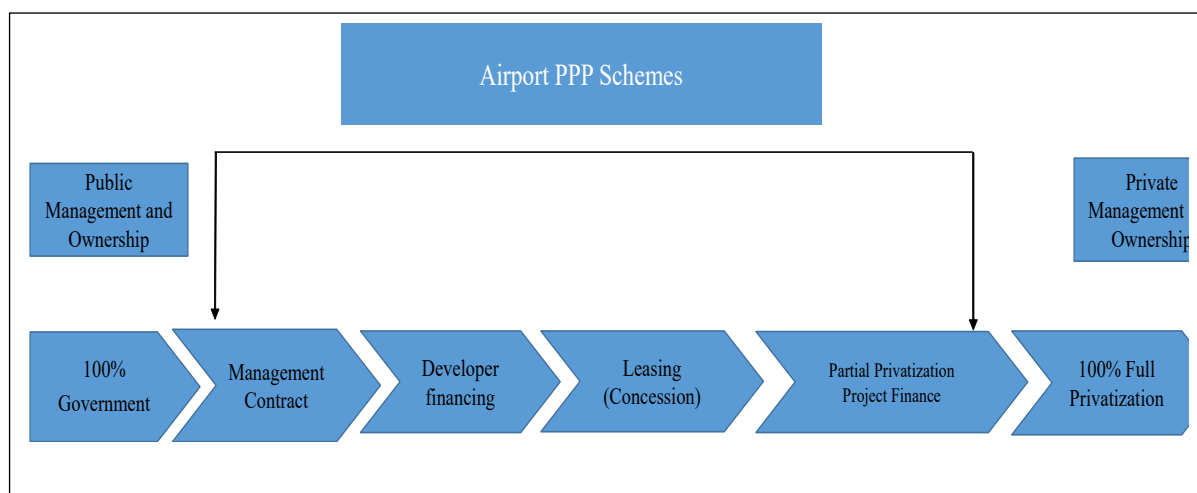 Airport PPP Schemes
Public
Management and
Ownership
Private
Management
Ownership
100%
Government
Management
Contract
Developer
financing
Leasing
(Concession)
Partial Privatization
Project Finance
100% Full
Privatization